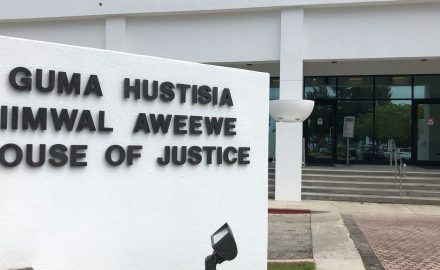 GUMA HUSTISIA
IIMWAL AWEEWE
OUSE OF JUSTICE